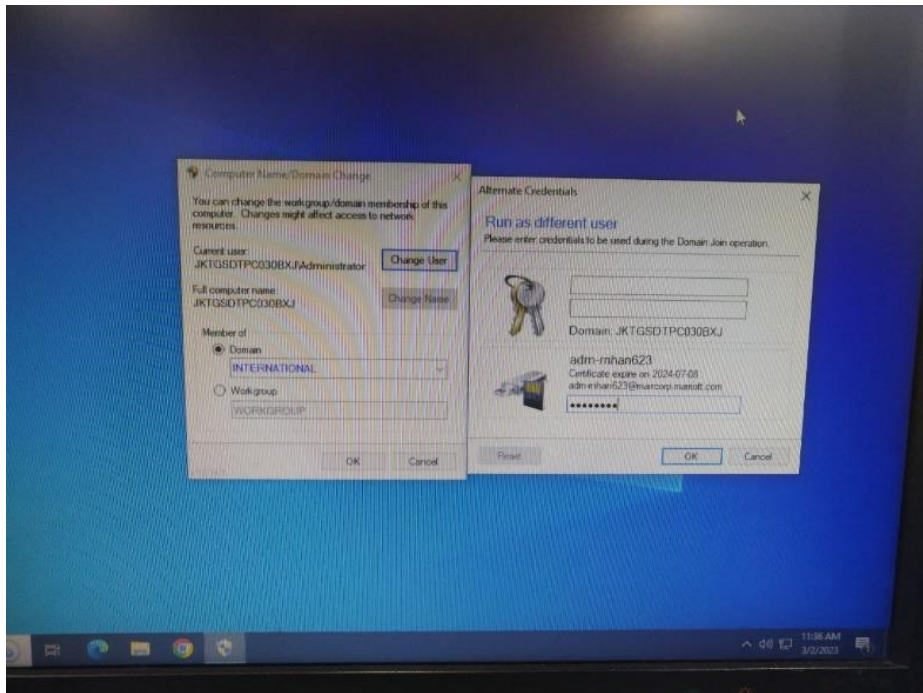 Computer Name/Domain Change
You can change the workgroup/domain membership of this
computer. Changes might affect access to network
resources.
Current user:
JKTGSDTPC030BXJ\Administrator
Change User
Full computer name:
JKTGSDTPC030BXJ
Change Name
Member of
Domain
INTERNATIONAL
Workgroup
WORKGROUP
OK
Cancel
Alternate Credentials
Run as different user
Please enter credentials to be used during the Domain Join operation.
Domain: JKTGSDTPC030BXJ
adm-mhan623
Certificate expire on 2024-07-08
adm-mhan623@marrcorp.marriott.com
Reset
OK
Cancel
11:36 AM
3/2/2023